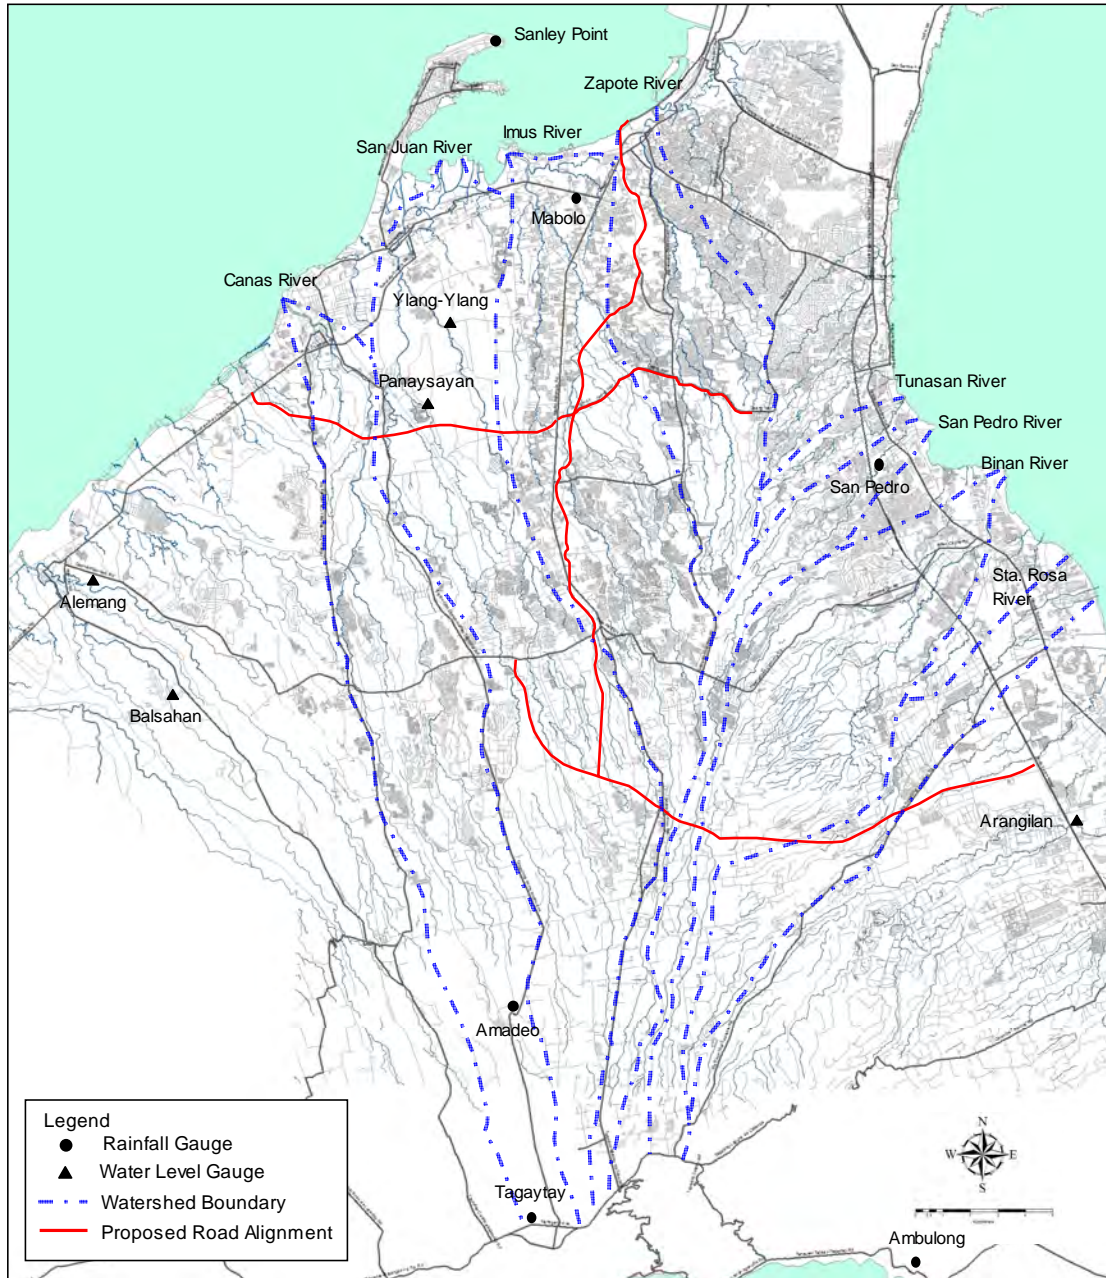 Sanley Point
Zapote River
Imus River
San Juan River
Mabolo
Canas River
Ylang-Ylang
Panaysayan
Tunasan River
San Pedro River
Binan River
San Pedro
Sta. Rosa
River
Alemang
Balsahan
Arangilan
Amadeo
Legend
Rainfall Gauge
Water Level Gauge
Watershed Boundary
Proposed Road Alignment
Tagaytay
Ambulong
N
W
E
S